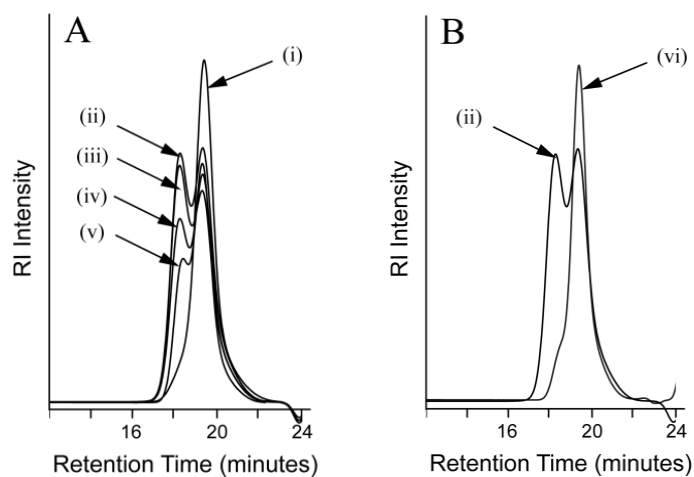 A
B
(i)
(vi)
(ii)
(ii)
(iii)
(iv)
(v)
RI Intensity
RI Intensity
16
20
24
16
20
24
Retention Time (minutes)
Retention Time (minutes)